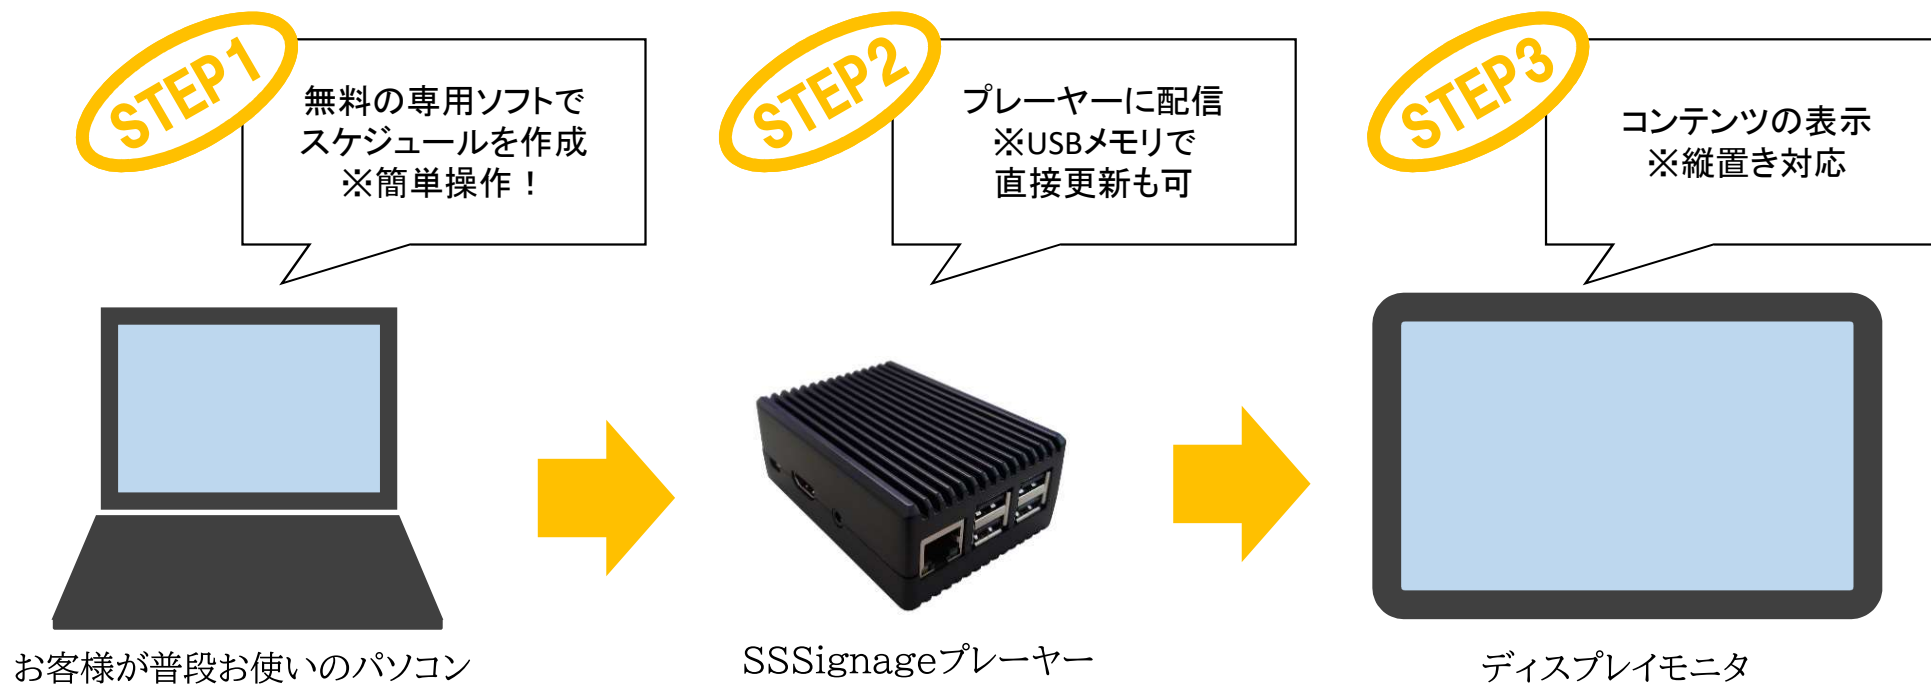 STEP1
無料の専用ソフトで
スケジュールを作成
※簡単操作！
STEP2
プレーヤーに配信
※USBメモリで
直接更新も可
STEP3
コンテンツの表示
※縦置き対応
お客様が普段お使いのパソコン
SSSignageプレーヤー
ディスプレイモニタ